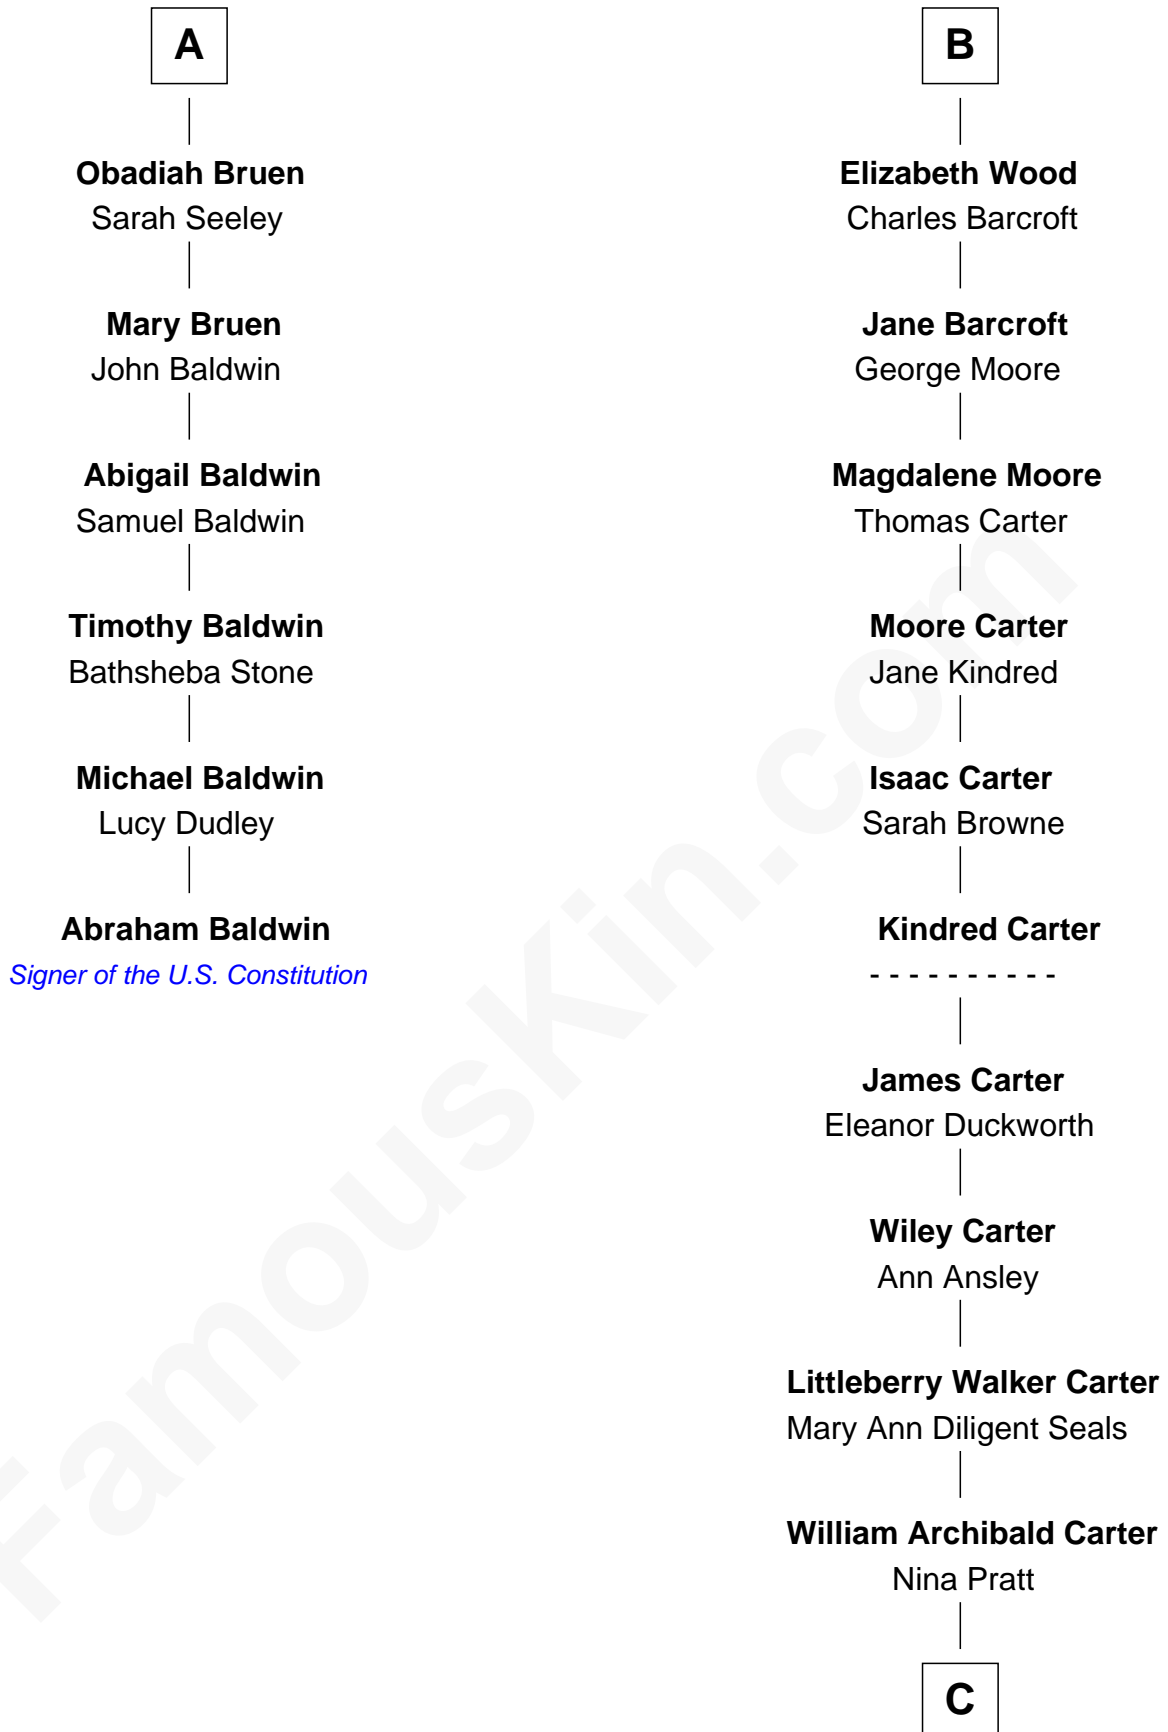 A
Obadiah Bruen
Sarah Seeley
Mary Bruen
John Baldwin
Abigail Baldwin
Samuel Baldwin
Timothy Baldwin
Bathsheba Stone
Michael Baldwin
Lucy Dudley
Abraham Baldwin
Signer of the U.S. Constitution
B
Elizabeth Wood
Charles Barcroft
Jane Barcroft
George Moore
Magdalene Moore
Thomas Carter
Moore Carter
Jane Kindred
Isaac Carter
Sarah Browne
Kindred Carter
- - - - - - - - - -
James Carter
Eleanor Duckworth
Wiley Carter
Ann Ansley
Littleberry Walker Carter
Mary Ann Diligent Seals
William Archibald Carter
Nina Pratt
C
FamousKin.com